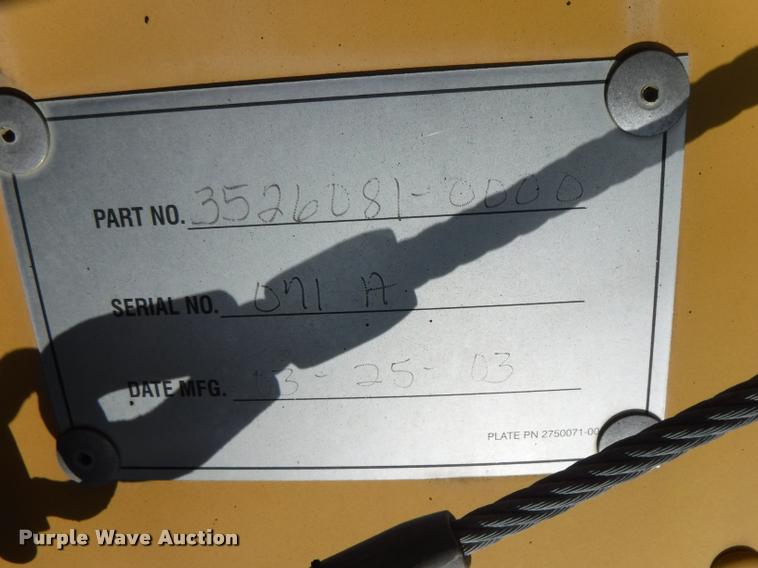 PART NO. 3526081-0000
SERIAL NO. 071 A
DATE MFG. 03-25-03
PLATE PN 2750071-00
Purple Wave Auction